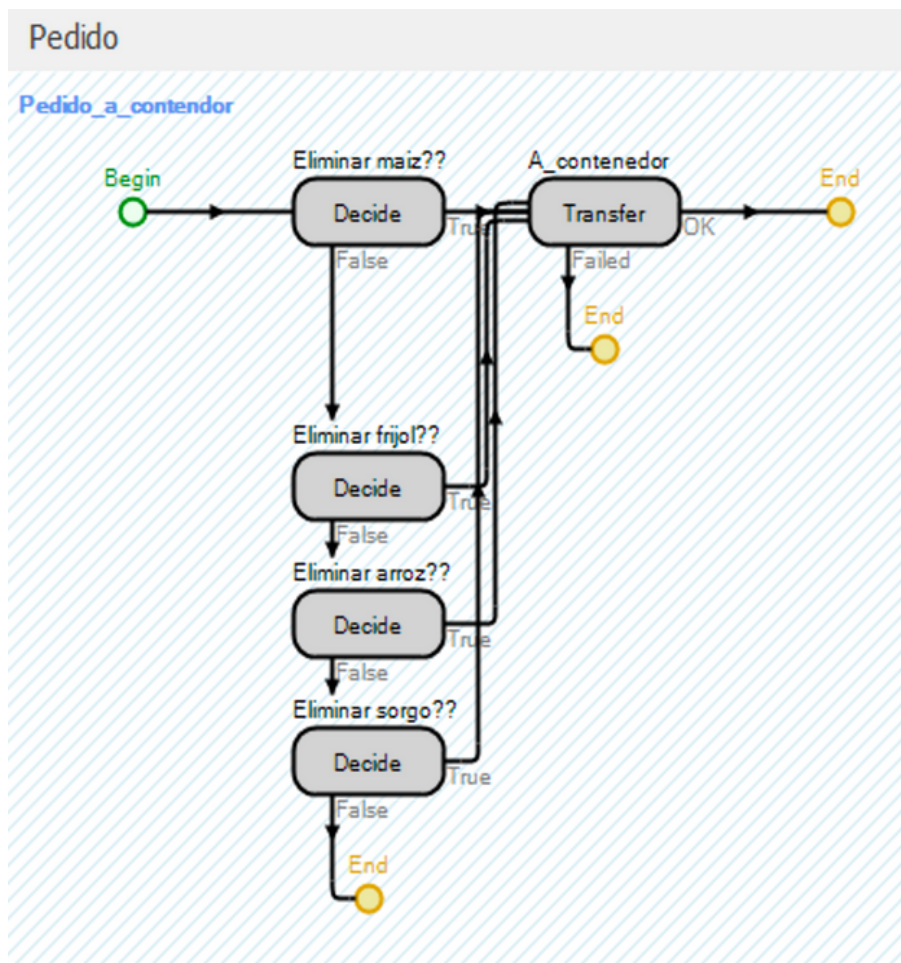 Pedido
Pedido_a_contendor
Eliminar maiz??
A_contenedor
Begin
End
Decide
True
Transfer
OK
False
Failed
End
Eliminar frijol??
Decide
True
False
Eliminar arroz??
Decide
True
False
Eliminar sorgo??
Decide
True
False
End